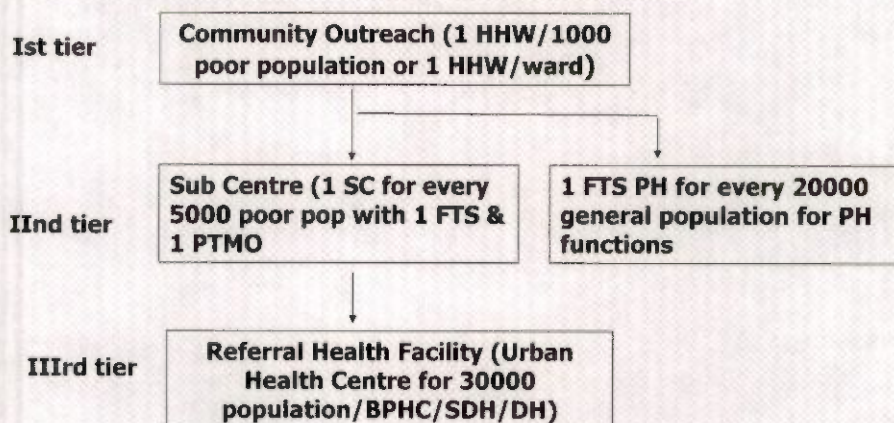 Ist tier
Community Outreach (1 HHW/1000
poor population or 1 HHW/ward)
IInd tier
Sub Centre (1 SC for every
5000 poor pop with 1 FTS &
1 PTMO
1 FTS PH for every 20000
general population for PH
functions
IIIrd tier
Referral Health Facility (Urban
Health Centre for 30000
population/BPHC/SDH/DH)